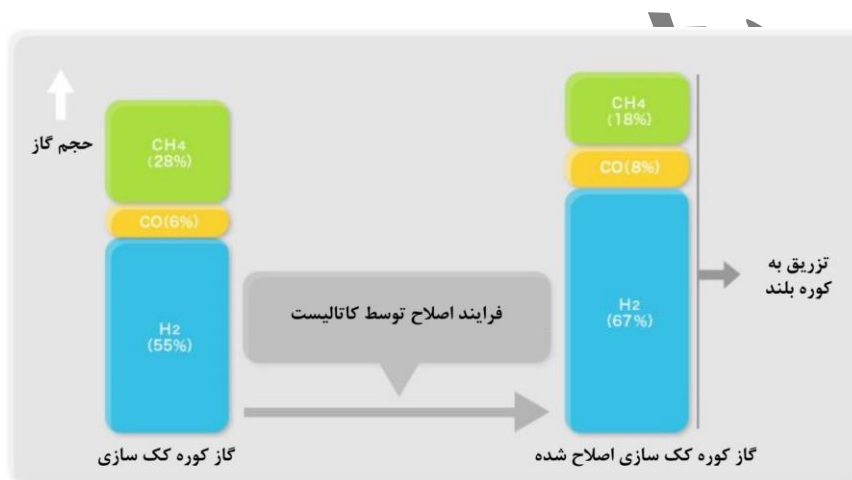 حجم گاز
CH4
(28%)
CO(6%)
H2
(55%)
گاز کوره کک سازی
فرایند اصلاح توسط کاتالیست
CH4
(18%)
CO(8%)
H2
(67%)
گاز کوره کک سازی اصلاح شده
تزریق به
کوره بلند